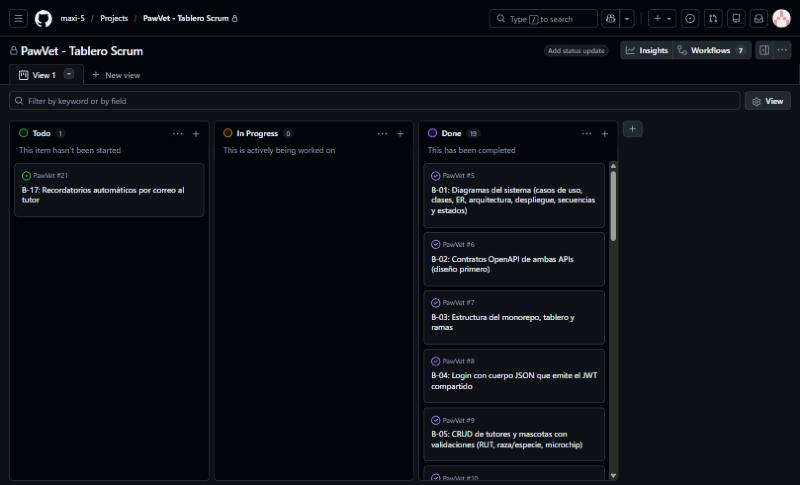 maxi-5 / Projects / PawVet - Tablero Scrum
Type / to search
PawVet - Tablero Scrum
Add status update
Insights
Workflows 7
View 1
New view
Filter by keyword or by field
View
Todo 1
This item hasn't been started
PawVet #21
B-17: Recordatorios automáticos por correo al
tutor
In Progress 0
This is actively being worked on
Done 19
This has been completed
PawVet #5
B-01: Diagramas del sistema (casos de uso,
clases, ER, arquitectura, despliegue, secuencias
y estados)
PawVet #6
B-02: Contratos OpenAPI de ambas APIs
(diseño primero)
PawVet #7
B-03: Estructura del monorepo, tablero y
ramas
PawVet #8
B-04: Login con cuerpo JSON que emite el JWT
compartido
PawVet #9
B-05: CRUD de tutores y mascotas con
validaciones (RUT, raza/especie, microchip)
PawVet #10